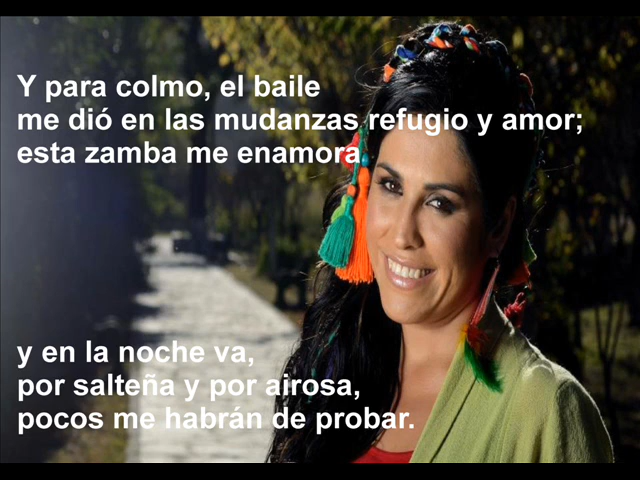 Y para colmo, el baile
me dió en las mudanzas refugio y amor;
esta zamba me enamora.
y en la noche va,
por salteña y por airosa,
pocos me habrán de probar.